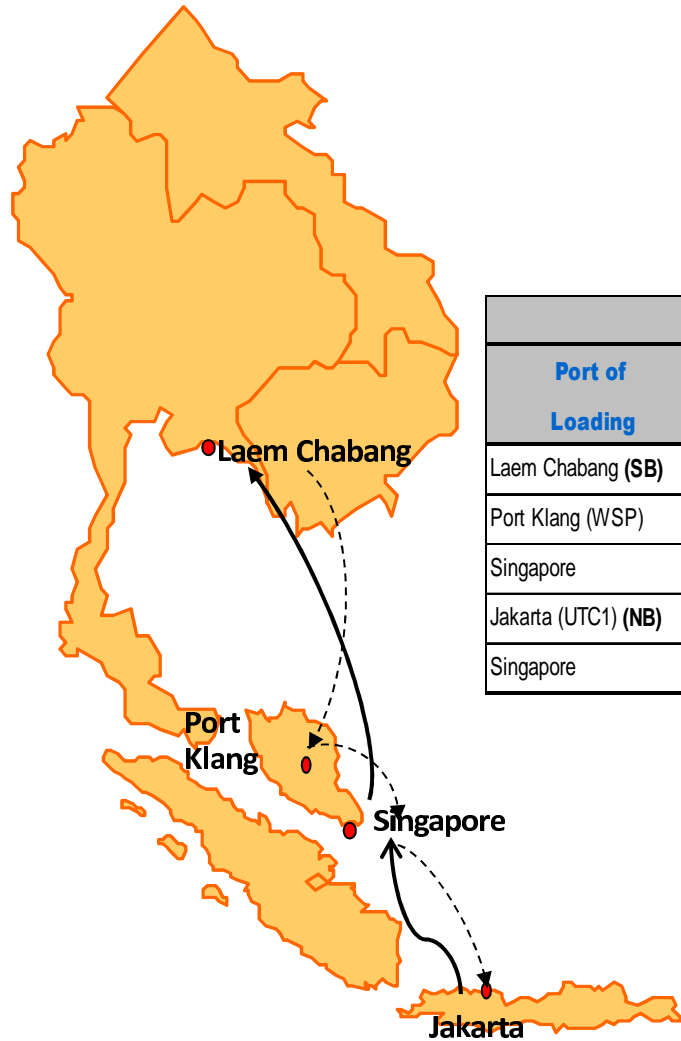 Laem Chabang
Port
Klang
Singapore
Jakarta
Port of
Loading
Laem Chabang (SB)
Port Klang (WSP)
Singapore
Jakarta (UTC1) (NB)
Singapore